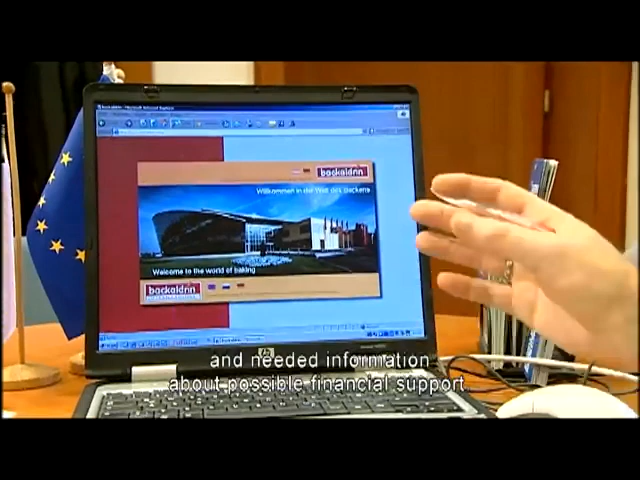 backaldrin
Willkommen in der Welt des Backens
Welcome to the world of baking
backaldrin
hp
and needed information
about possible financial support.